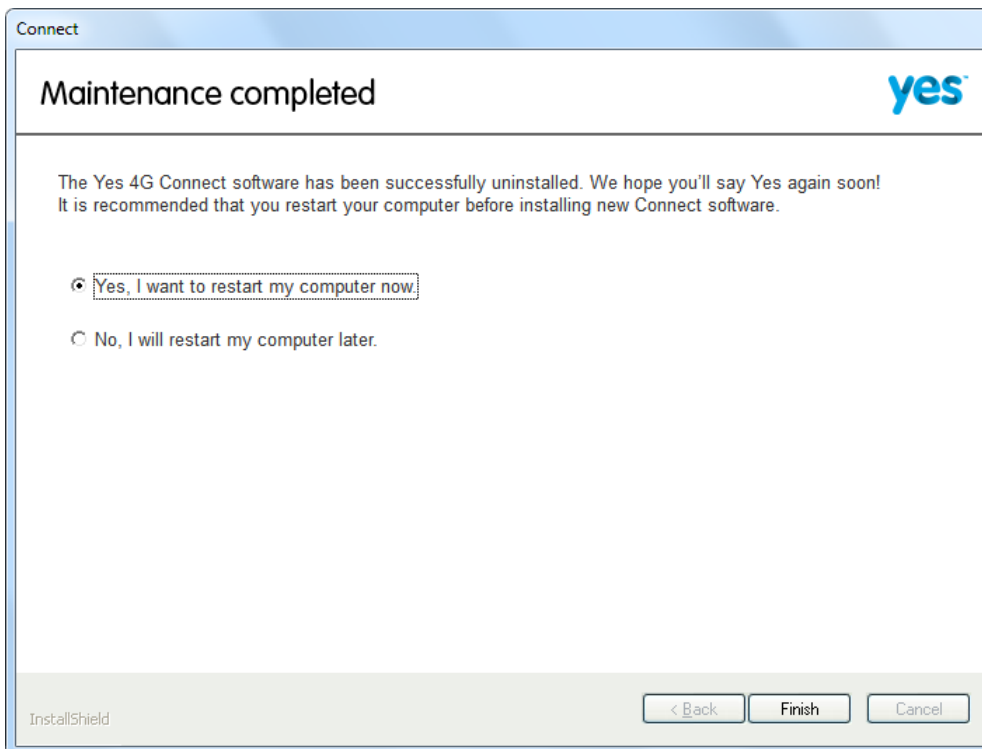 Connect
Maintenance completed
yes™
The Yes 4G Connect software has been successfully uninstalled. We hope you'll say Yes again soon!
It is recommended that you restart your computer before installing new Connect software.
Yes, I want to restart my computer now.
No, I will restart my computer later.
InstallShield
< Back
Finish
Cancel